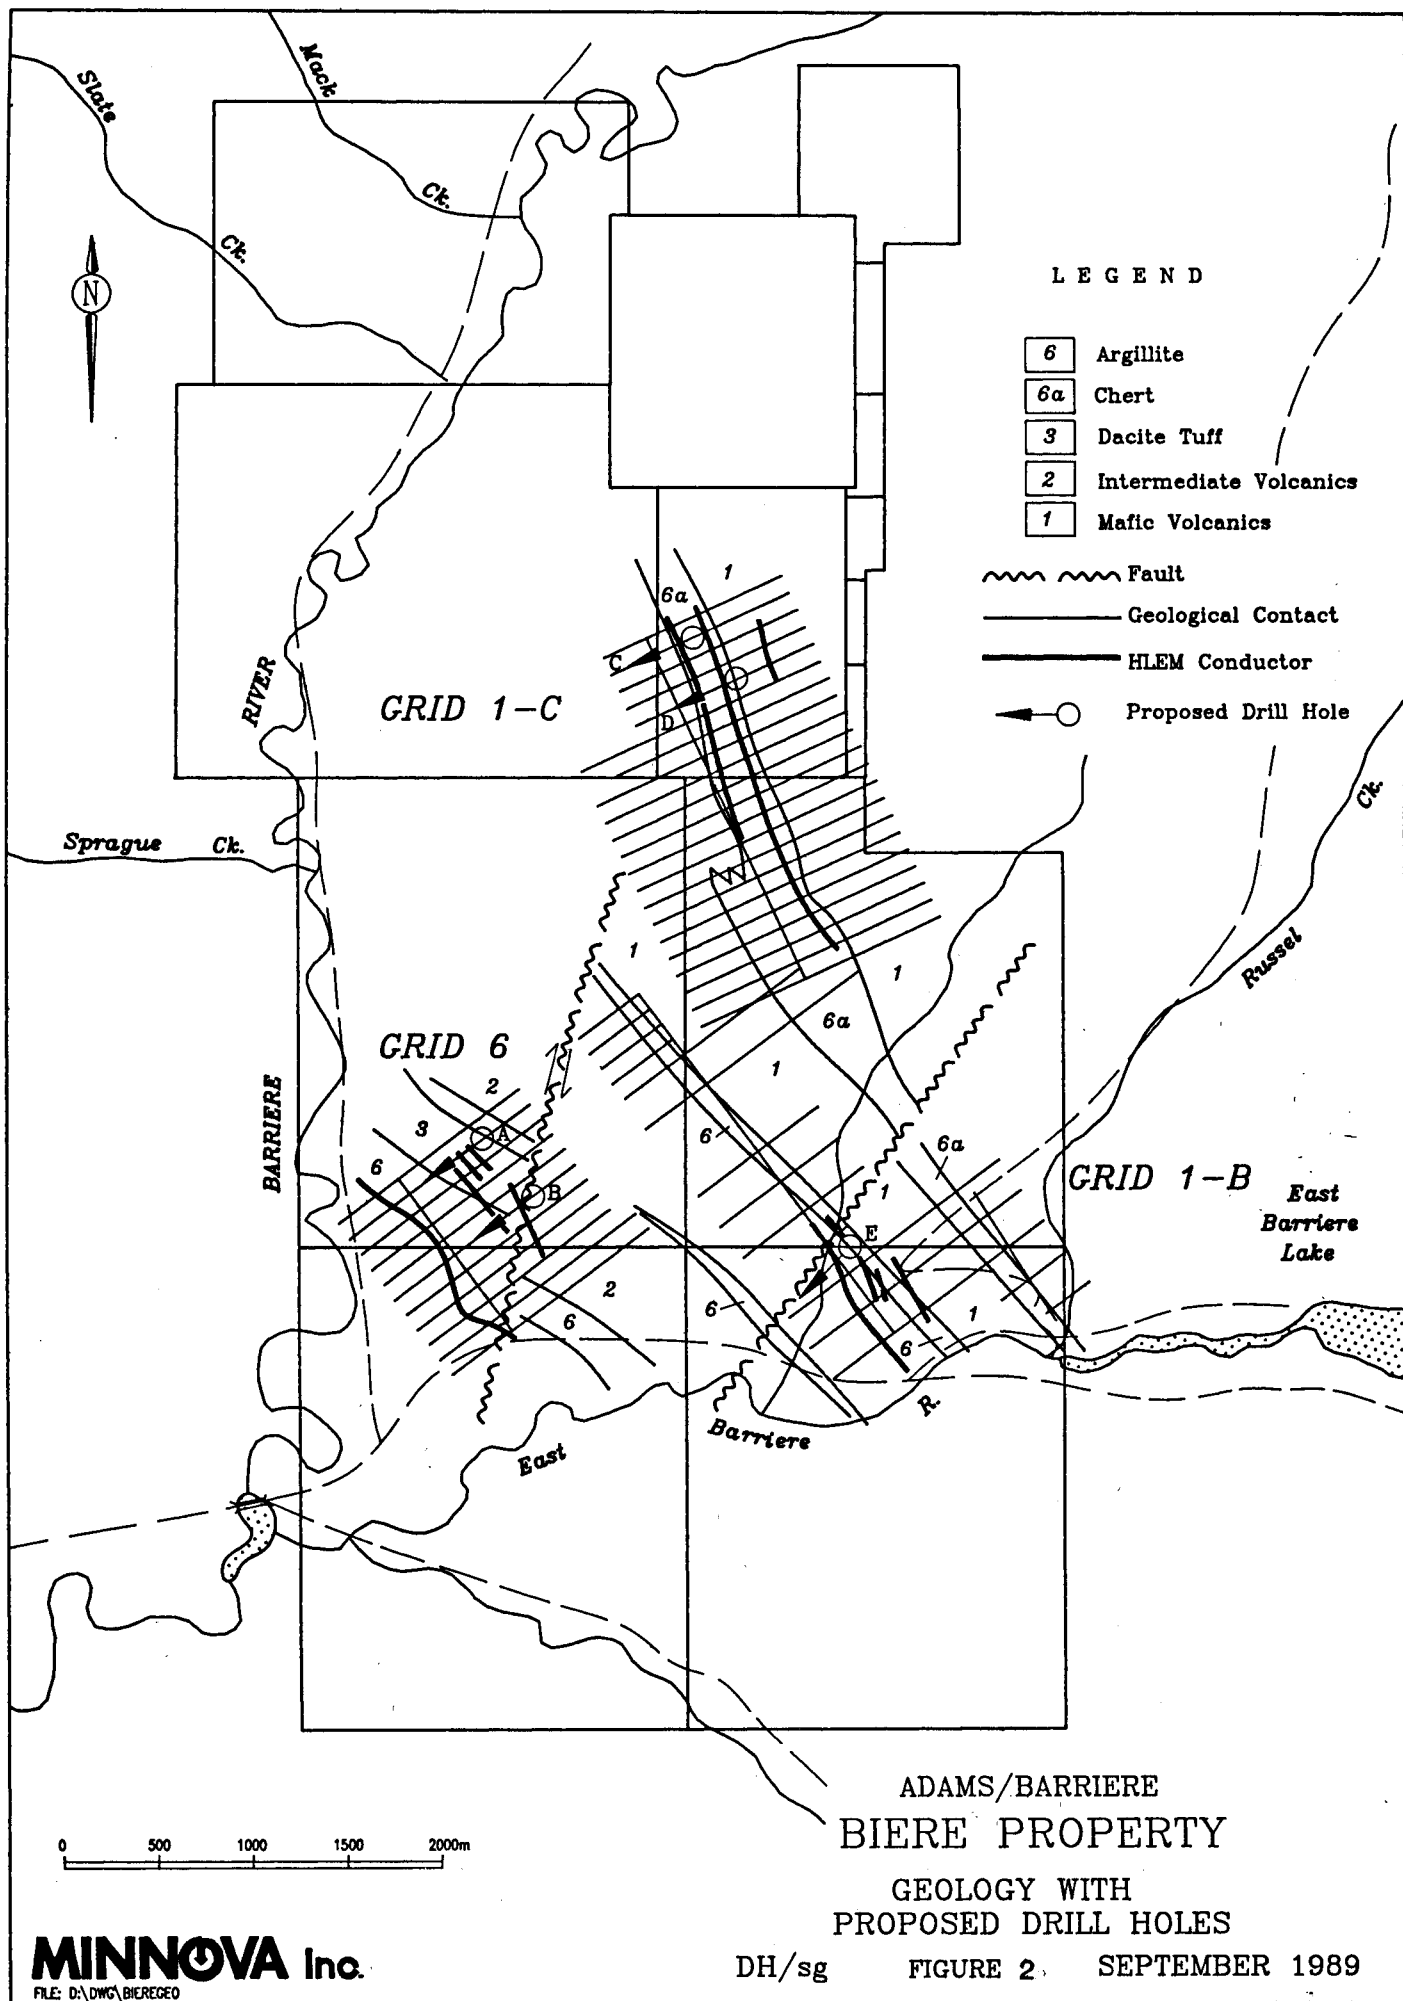 Mack
Ck.
Slate
Ck.
N
LEGEND
6 Argillite
6a Chert
3 Dacite Tuff
2 Intermediate Volcanics
1 Mafic Volcanics
Fault
Geological Contact
HLEM Conductor
Proposed Drill Hole
1
6a
C
D
RIVER
GRID 1-C
Ck.
Sprague Ck.
Russel
1
1
6a
1
GRID 6
2
3
A
6
B
BARRIERE
6
6a
1
GRID 1-B
East
Barriere
Lake
E
2
6
6
1
6
R.
Barriere
East
ADAMS/BARRIERE
BIERE PROPERTY
GEOLOGY WITH
PROPOSED DRILL HOLES
DH/sg FIGURE 2 SEPTEMBER 1989
0 500 1000 1500 2000m
MINNOVA Inc.
FILE: D:\DWG\BIEREGEO